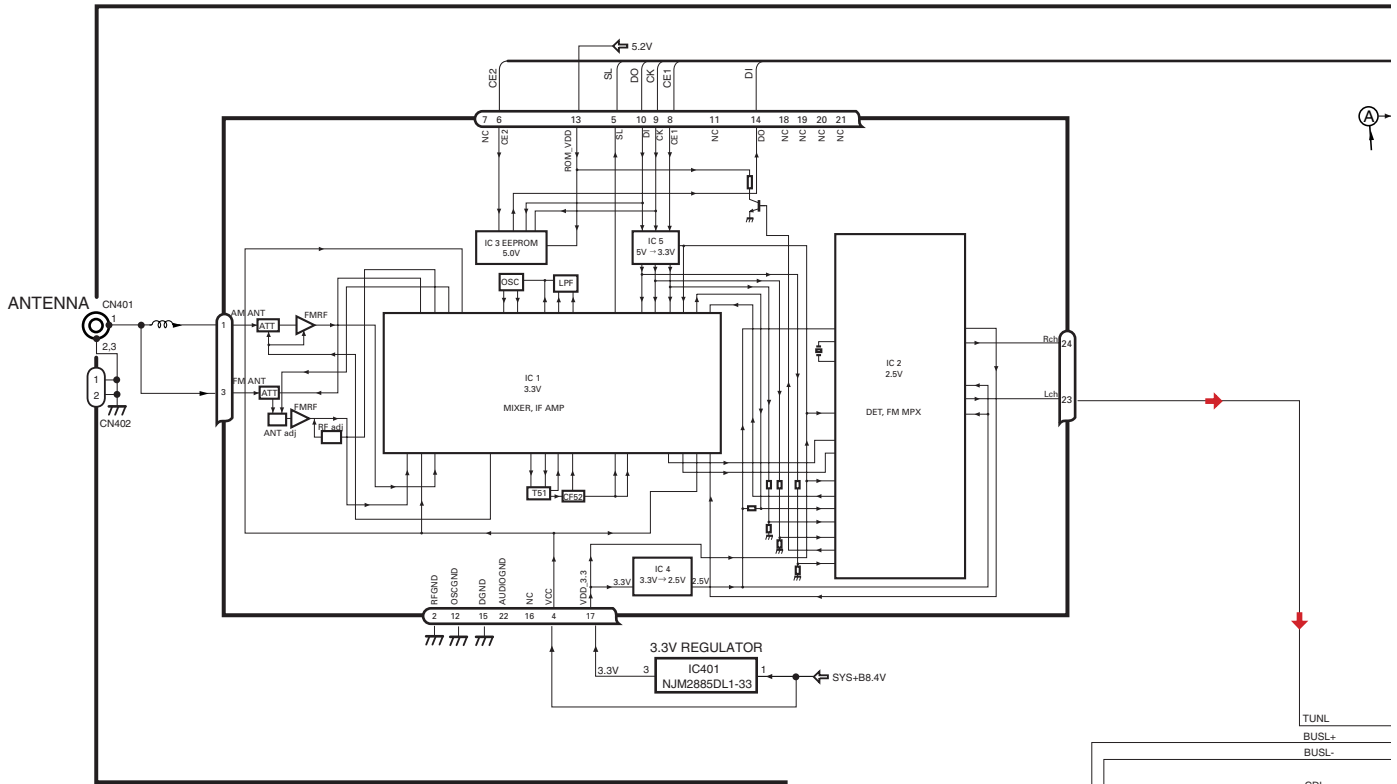 5.2V
CE2
SL
DO
CK
CE1
DI
7 6 13 5 10 9 8 11 14 18 19 20 21
NC
CE2
ROM_VDD
SL
DI
CK
CE1
NC
DO
NC
NC
NC
NC
A
IC 3 EEPROM
5.0V
IC 5
5V → 3.3V
OSC
LPF
ANTENNA
CN401
1
2,3
1
2
CN402
1
3
AM ANT
ATT
FMRF
FM ANT
ATT
FMRF
ANT adj
RF adj
IC 1
3.3V
MIXER, IF AMP
IC 2
2.5V
DET, FM MPX
Rch
24
Lch
23
T51
CF52
IC 4
3.3V → 2.5V
3.3V
2.5V
RFGND
OSCGND
DGND
AUDIOGND
NC
VCC
VDD_3.3
2 12 15 22 16 4 17
3.3V REGULATOR
3.3V
3
IC401
NJM2885DL1-33
1
SYS+B8.4V
TUNL
BUSL+
BUSL-